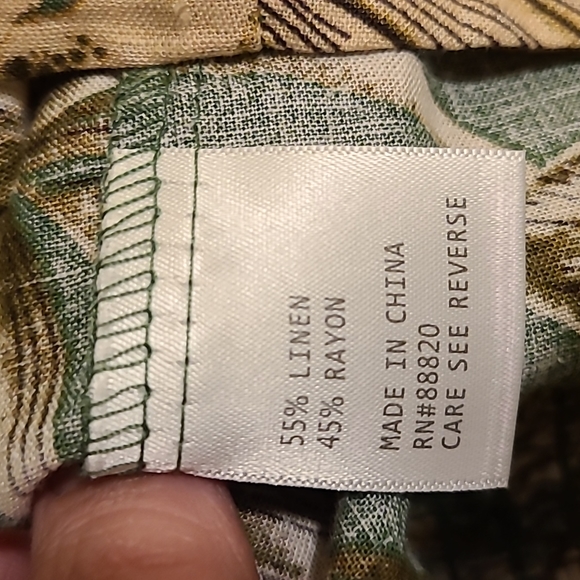 55% LINEN
45% RAYON
MADE IN CHINA
RN#88820
CARE SEE REVERSE